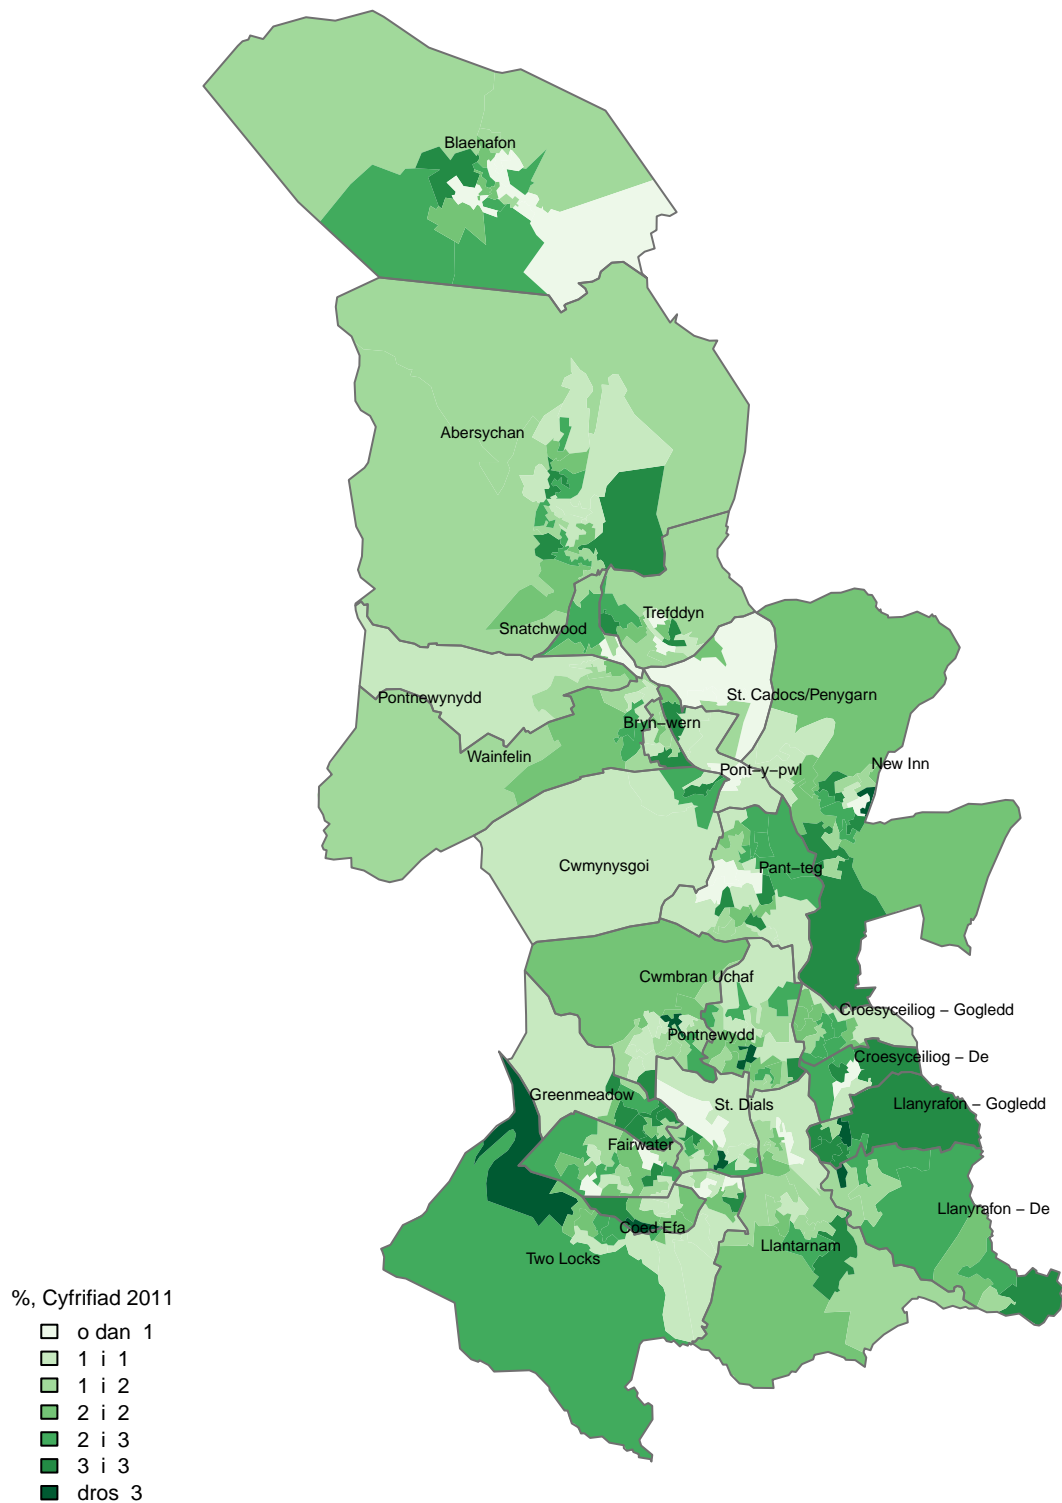 Blaenafon
Abersychan
Trefddyn
Snatchwood
St. Cadocs/Penygarn
Pontnewynydd
Bryn−wern
Wainfelin
New Inn
Pont−y−pwl
Cwmynysgoi
Pant−teg
Cwmbran Uchaf
Croesyceiliog − Gogledd
Pontnewydd
Croesyceiliog − De
Greenmeadow
St. Dials
Llanyrafon − Gogledd
Fairwater
Llanyrafon − De
Coed Efa
Llantarnam
Two Locks
%, Cyfrifiad 2011
o dan 1
1 i 1
1 i 2
2 i 2
2 i 3
3 i 3
dros 3